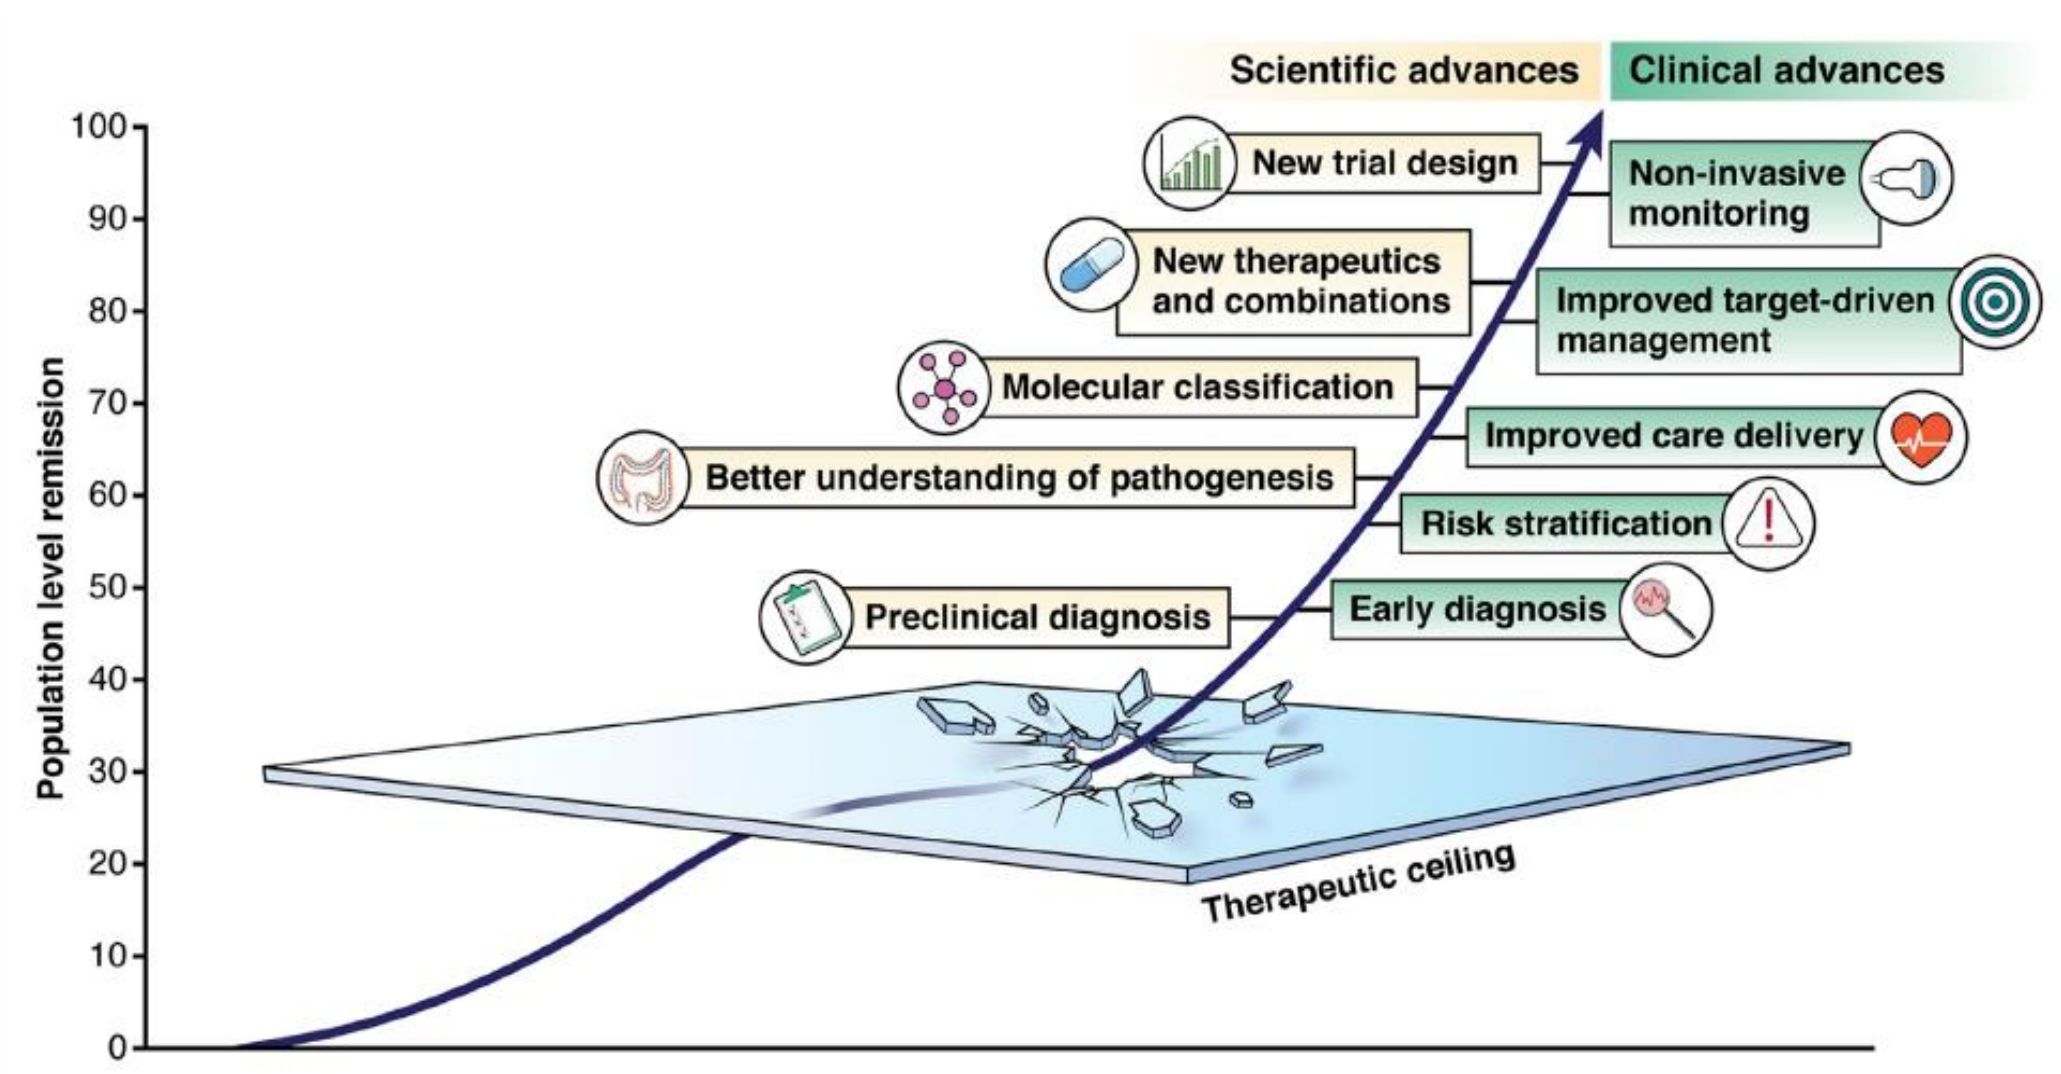 Scientific advances
Clinical advances
100
90
80
70
60
50
40
30
20
10
0
Population level remission
New trial design
Non-invasive
monitoring
New therapeutics
and combinations
Improved target-driven
management
Molecular classification
Improved care delivery
Better understanding of pathogenesis
Risk stratification
Preclinical diagnosis
Early diagnosis
Therapeutic ceiling